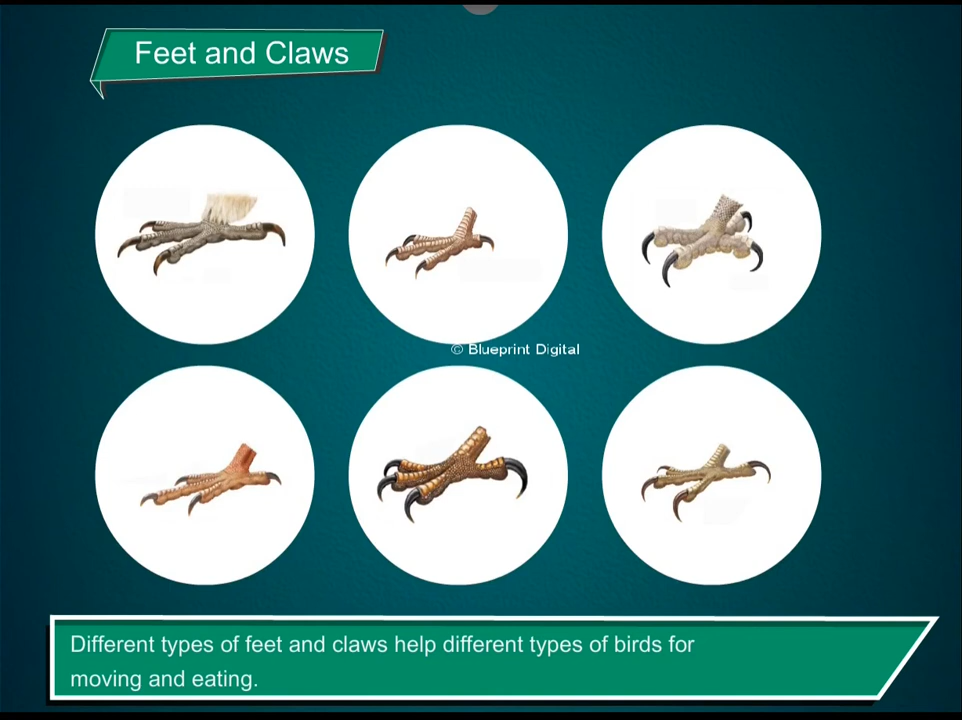 Feet and Claws
© Blueprint Digital
Different types of feet and claws help different types of birds for
moving and eating.